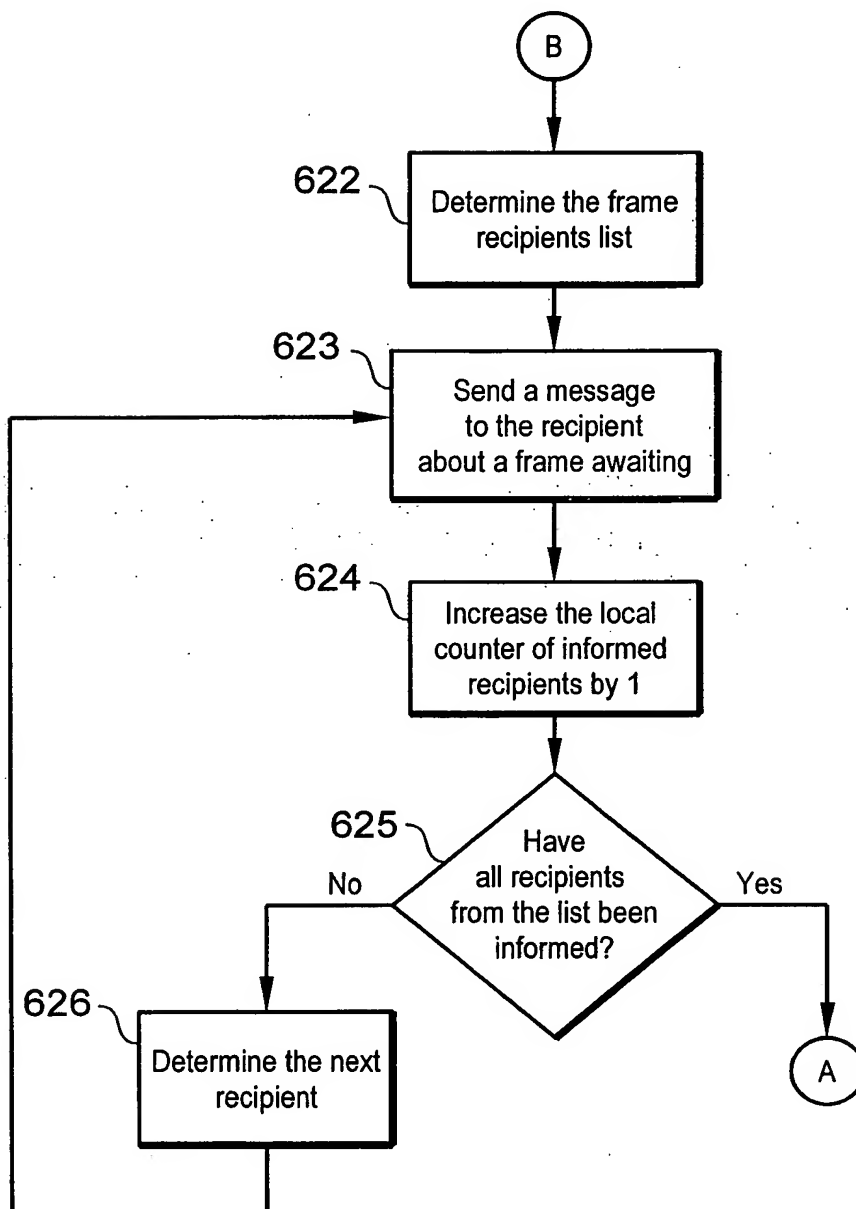 B
622
Determine the frame
recipients list
623
Send a message
to the recipient
about a frame awaiting
624
Increase the local
counter of informed
recipients by 1
625
Have
all recipients
from the list been
informed?
No
Yes
626
Determine the next
recipient
A